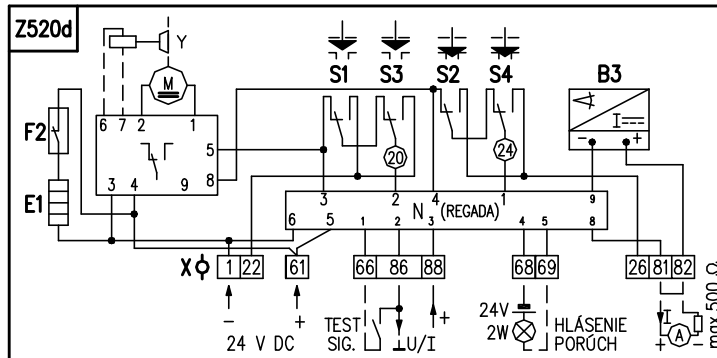 Z520d
Y
M
S1 S3 S2 S4 B3
6 7 2 1
F2
I
- +
5
8
20
24
3 4 9
E1
3 2 4 1 9
N (REGADA)
6 5 1 2 3 4 5 8
X 1 22 61 66 86 88 68 69 26 81 82
- + + 24V I
24 V DC
TEST
SIG.
U/I
2W
HLÁSENIE
PORÚCH
+ A -
max.500 Ω